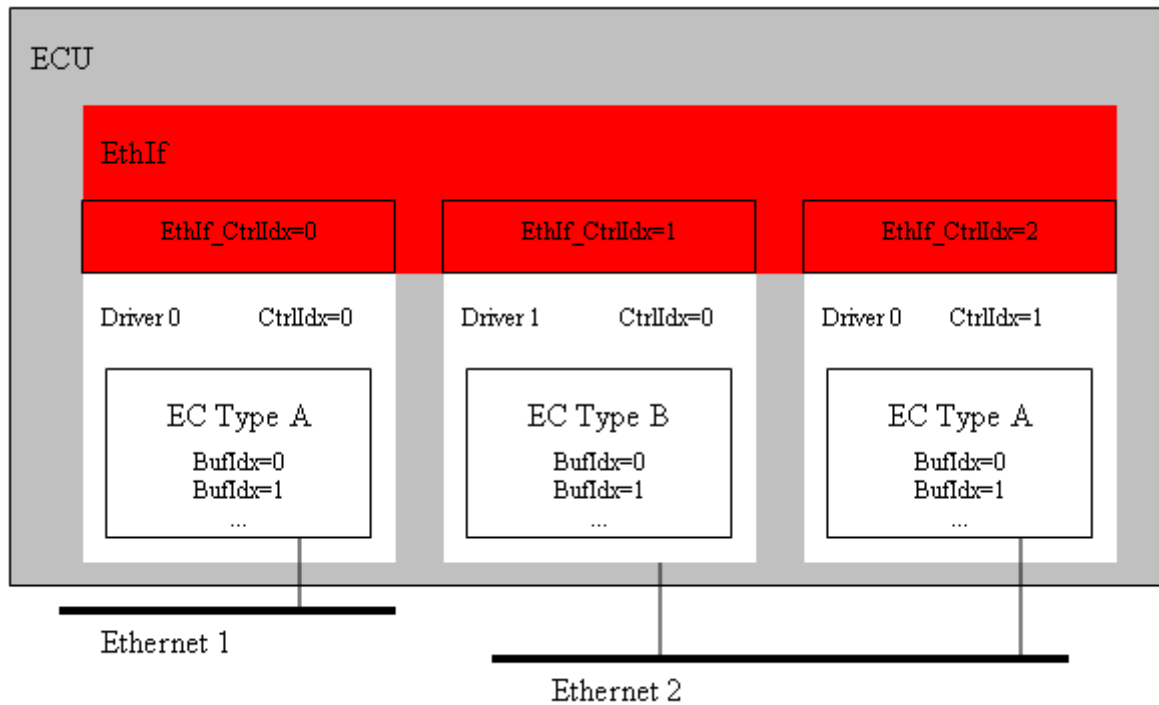 ECU
EthIf
EthIf_CtrlIdx=0
EthIf_CtrlIdx=1
EthIf_CtrlIdx=2
Driver 0 CtrlIdx=0
Driver 1 CtrlIdx=0
Driver 0 CtrlIdx=1
EC Type A
BufIdx=0
BufIdx=1
...
EC Type B
BufIdx=0
BufIdx=1
...
EC Type A
BufIdx=0
BufIdx=1
...
Ethernet 1
Ethernet 2